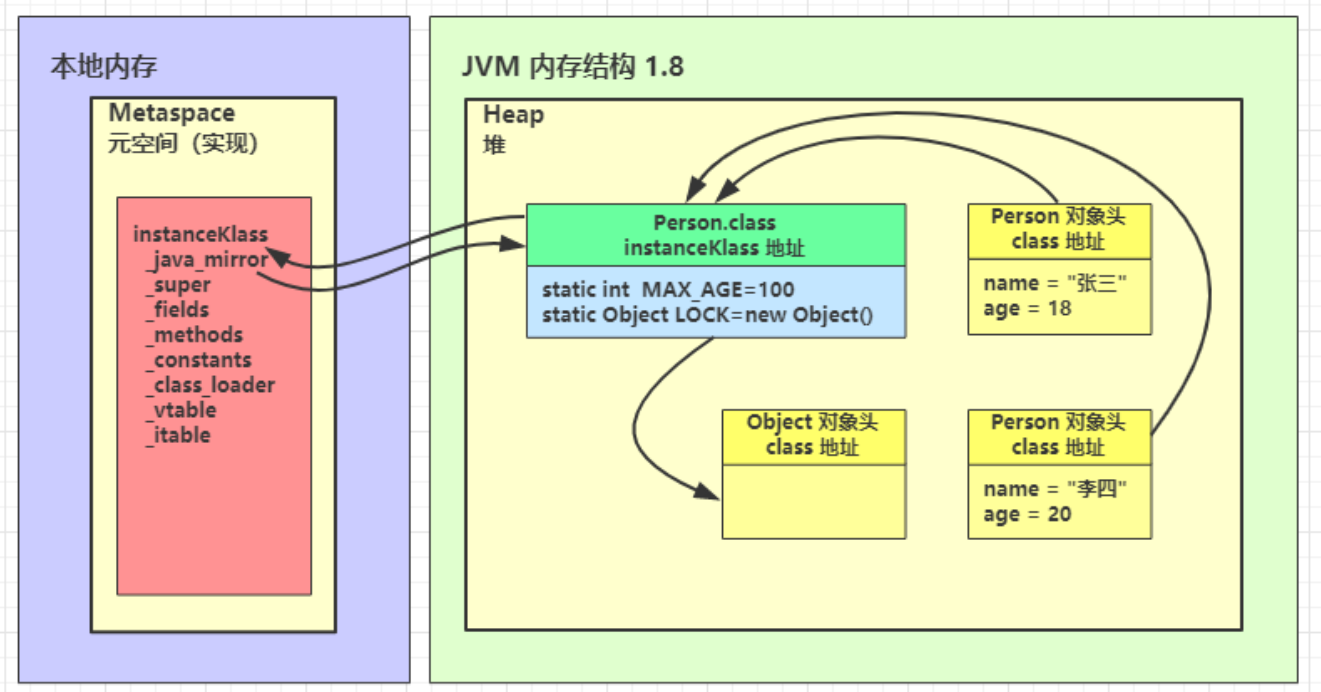 本地内存
Metaspace
元空间（实现）
instanceKlass
_java_mirror
_super
_fields
_methods
_constants
_class_loader
_vtable
_itable
JVM 内存结构 1.8
Heap
堆
Person.class
instanceKlass 地址
static int MAX_AGE=100
static Object LOCK=new Object()
Person 对象头
class 地址
name = "张三"
age = 18
Object 对象头
class 地址
Person 对象头
class 地址
name = "李四"
age = 20